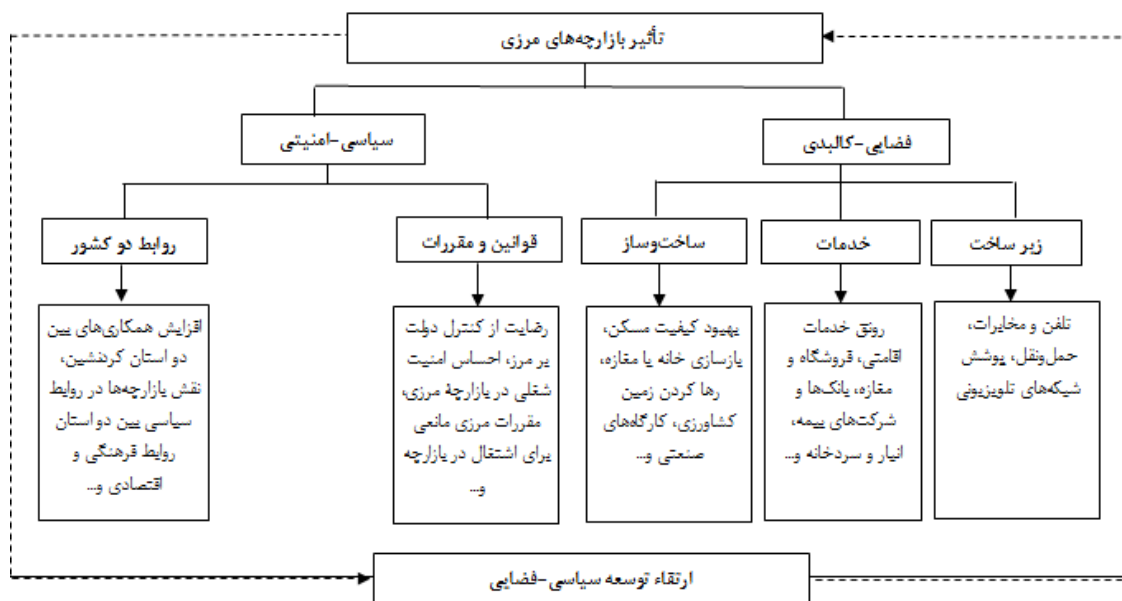 تأثیر بازارچه‌های مرزی
فضایی-کالبدی
سیاسی-امنیتی
زیر ساخت
خدمات
ساخت‌وساز
قوانین و مقررات
روابط دو کشور
تلفن و مخابرات،
حمل‌ونقل، پوشش
شبکه‌های تلویزیونی
رونق خدمات
اقامتی، فروشگاه و
مغازه، بانک‌ها و
شرکت‌های بیمه،
انبار و سردخانه و...
بهبود کیفیت مسکن،
بازسازی خانه یا مغازه،
رها کردن زمین
کشاورزی، کارگاه‌های
صنعتی و...
رضایت از کنترل دولت
بر مرز، احساس امنیت
شغلی در بازارچهٔ مرزی،
مقررات مرزی مانعی
برای اشتغال در بازارچه
و...
افزایش همکاری‌های بین
دو استان کردنشین،
نقش بازارچه‌ها در روابط
سیاسی بین دو استان
روابط فرهنگی و
اقتصادی و...
ارتقاء توسعه سیاسی-فضایی